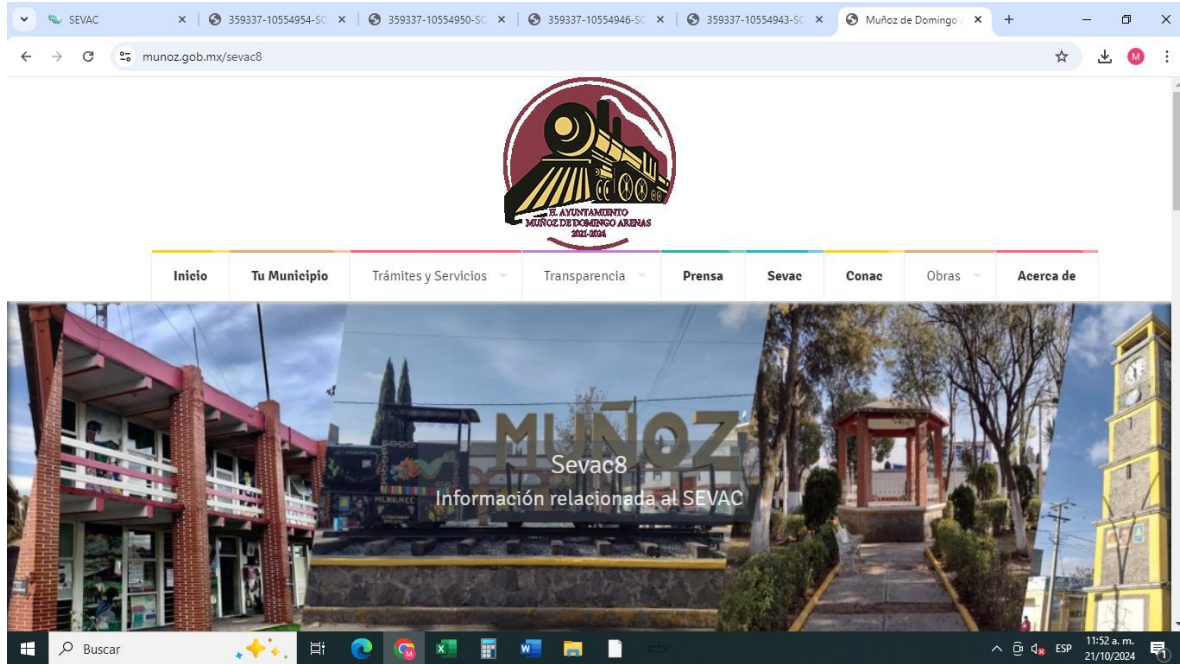 SEVAC
359337-10554954-SC
359337-10554950-SC
359337-10554946-SC
359337-10554943-SC
Muñoz de Domingo
munoz.gob.mx/sevac8
M
H. AYUNTAMIENTO
MUÑOZ DE DOMINGO ARENAS
2021-2024
Inicio Tu Municipio Trámites y Servicios Transparencia Prensa Sevac Conac Obras Acerca de
MUÑOZ
Sevac8
Información relacionada al SEVAC
Buscar
ESP
11:52 a. m.
21/10/2024